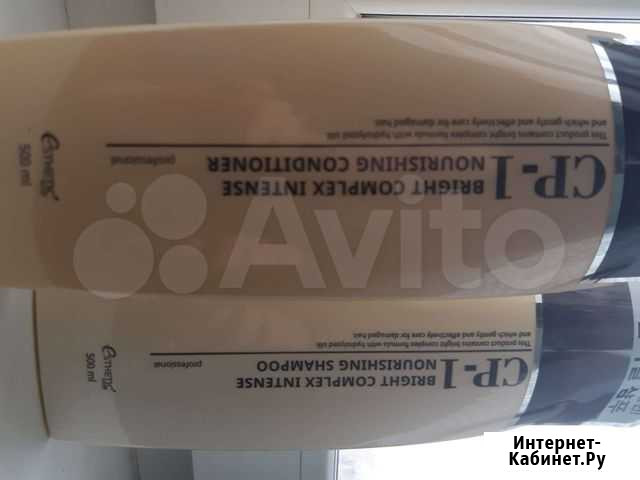 This product contains bright complex formula with hydrolyzed silk
and which gently and effectively care for damaged hair.
CP-1
BRIGHT COMPLEX INTENSE
NOURISHING CONDITIONER
professional
Esthetic
500 ml
Avito
This product contains bright complex formula with hydrolyzed silk
and which gently and effectively care for damaged hair.
CP-1
BRIGHT COMPLEX INTENSE
NOURISHING SHAMPOO
professional
Esthetic
500 ml
Интернет-
Кабинет.Ру